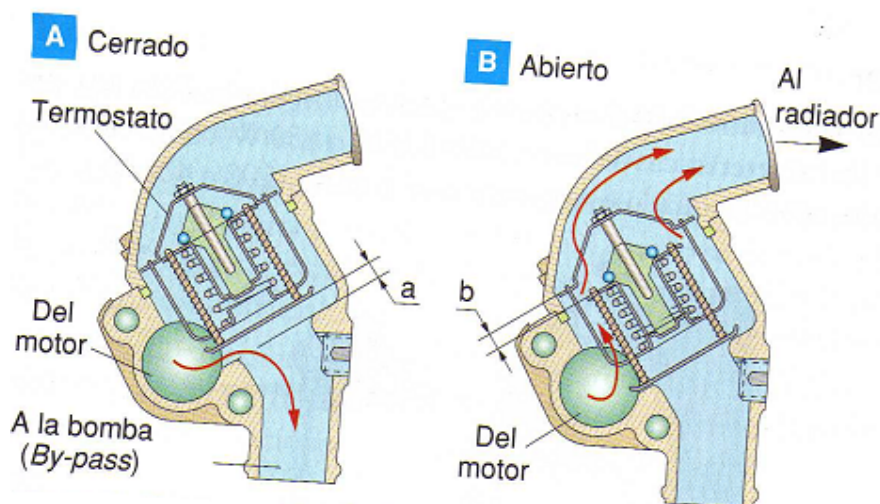 A Cerrado
Termostato
a
Del
motor
A la bomba
(By-pass)
B Abierto
Al
radiador
b
Del
motor